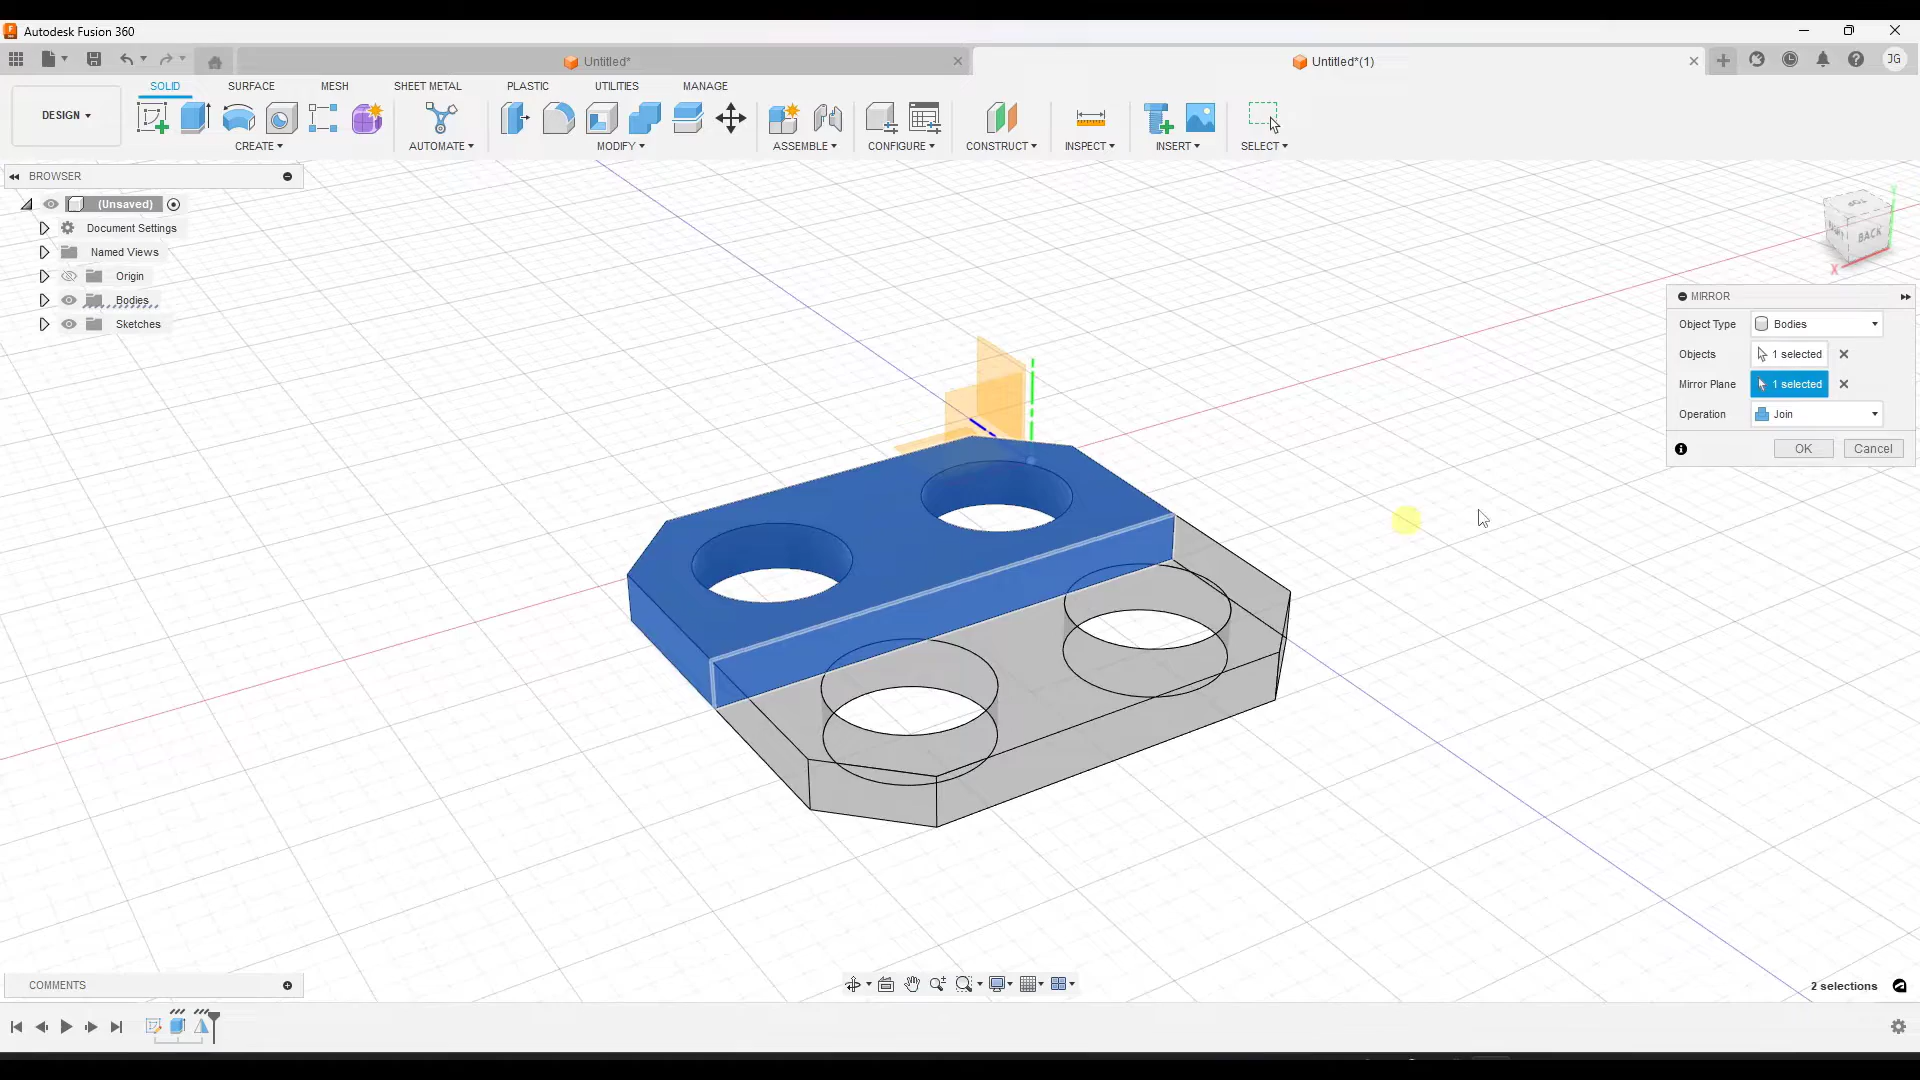 Autodesk Fusion 360
Untitled*
Untitled*(1)
JG
DESIGN
SOLID
SURFACE
MESH
SHEET METAL
PLASTIC
UTILITIES
MANAGE
CREATE
AUTOMATE
MODIFY
ASSEMBLE
CONFIGURE
CONSTRUCT
INSPECT
INSERT
SELECT
BROWSER
(Unsaved)
Document Settings
Named Views
Origin
Bodies
Sketches
BACK
X
MIRROR
Object Type
Bodies
Objects
1 selected
Mirror Plane
1 selected
Operation
Join
OK
Cancel
COMMENTS
2 selections